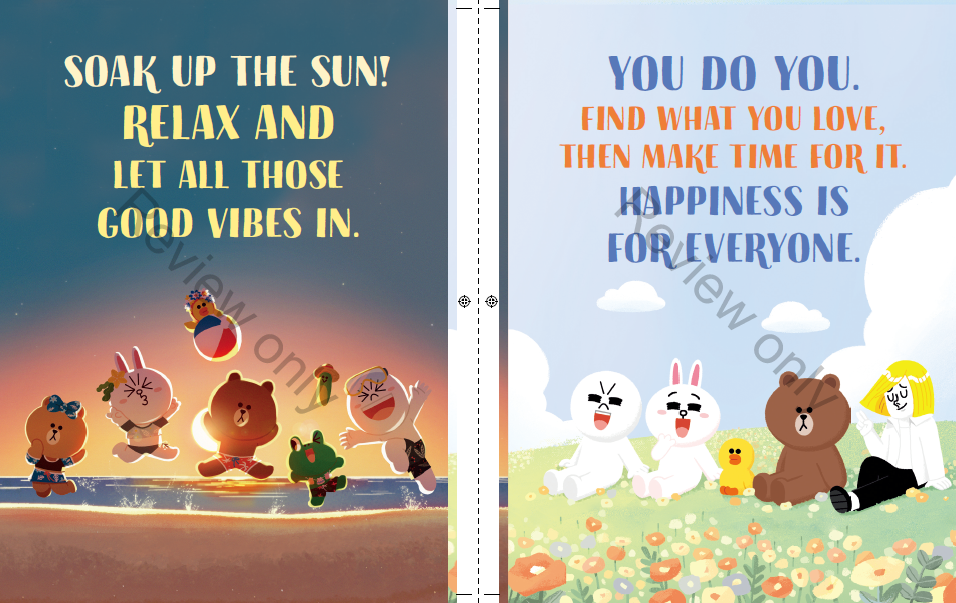 SOAK UP THE SUN!
RELAX AND
LET ALL THOSE
GOOD VIBES IN.
Review only
YOU DO YOU.
FIND WHAT YOU LOVE,
THEN MAKE TIME FOR IT.
HAPPINESS IS
FOR EVERYONE.
Review only